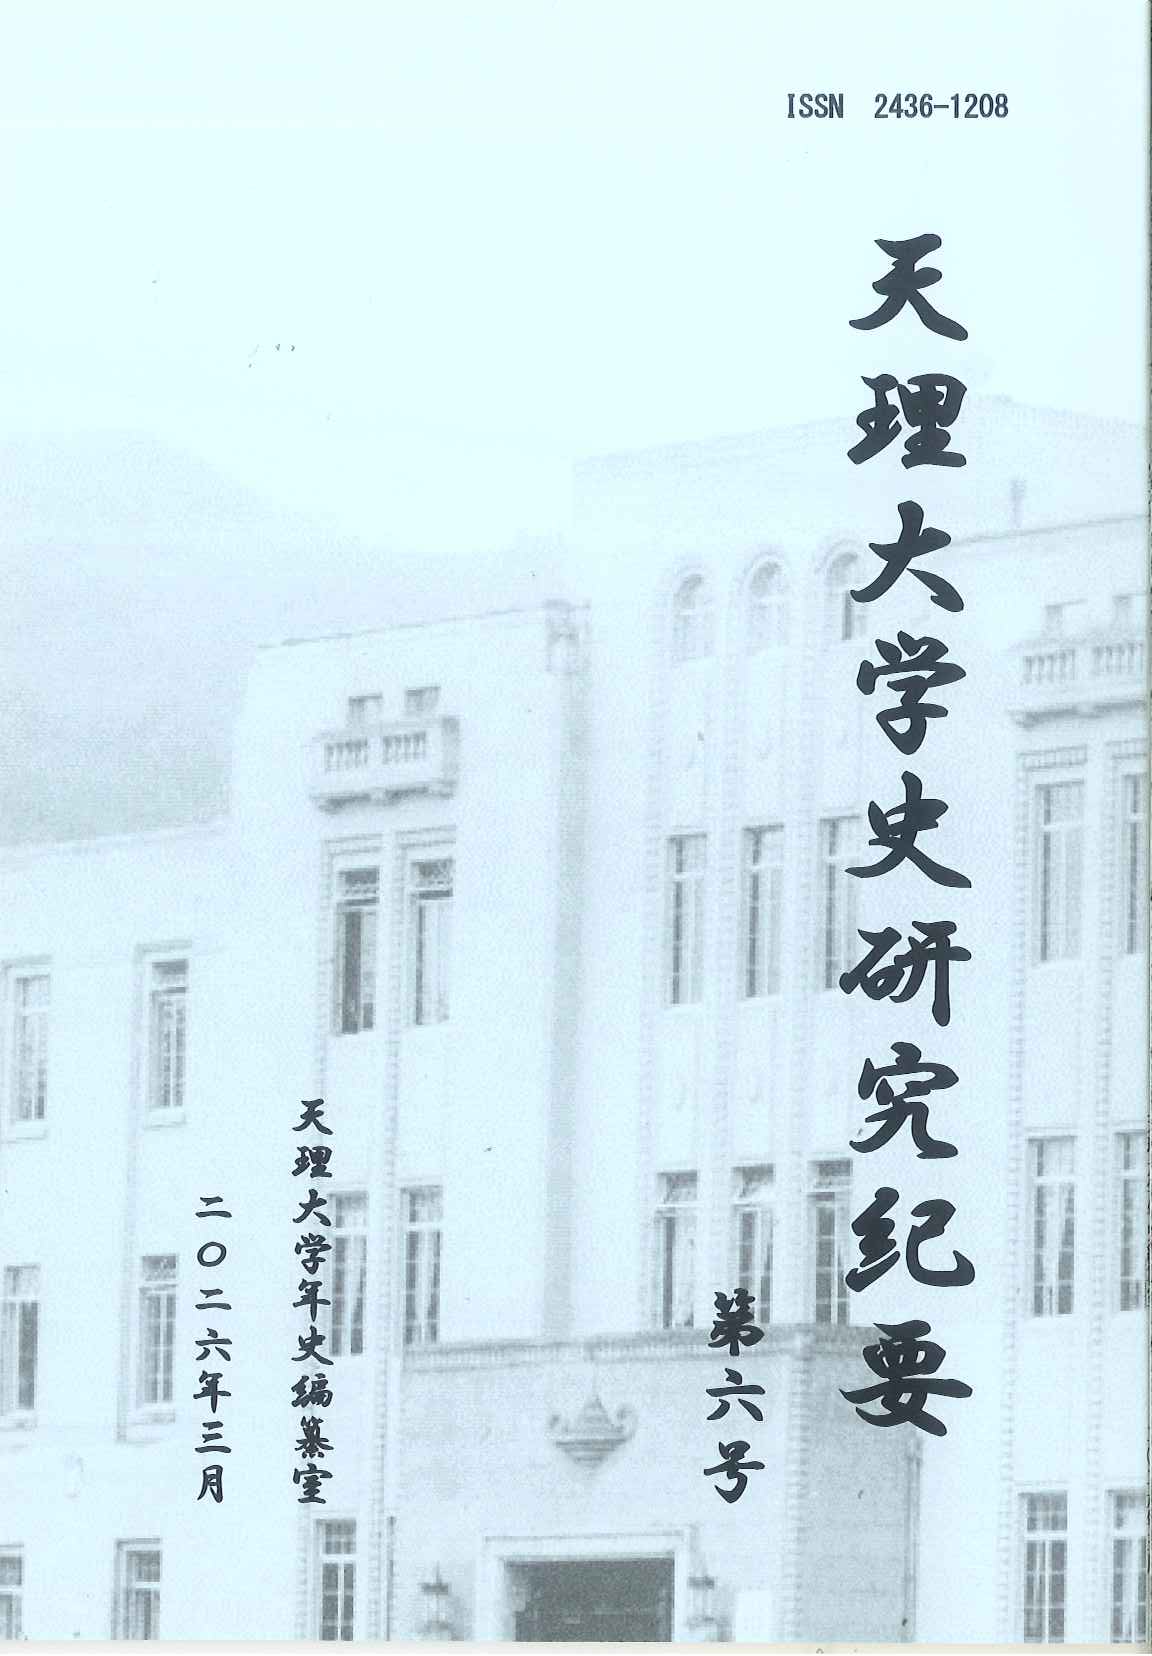 ISSN 2436-1208
天理大学史研究紀要
第六号
天理大学年史編纂室
二〇二六年三月